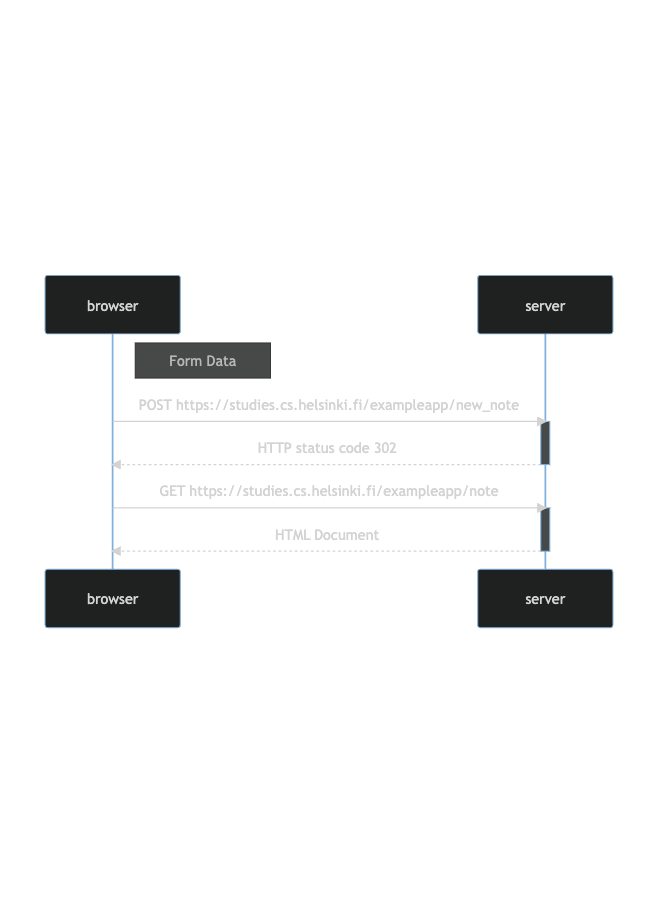 browser
server
Form Data
POST https://studies.cs.helsinki.fi/exampleapp/new_note
HTTP status code 302
GET https://studies.cs.helsinki.fi/exampleapp/note
HTML Document
browser
server